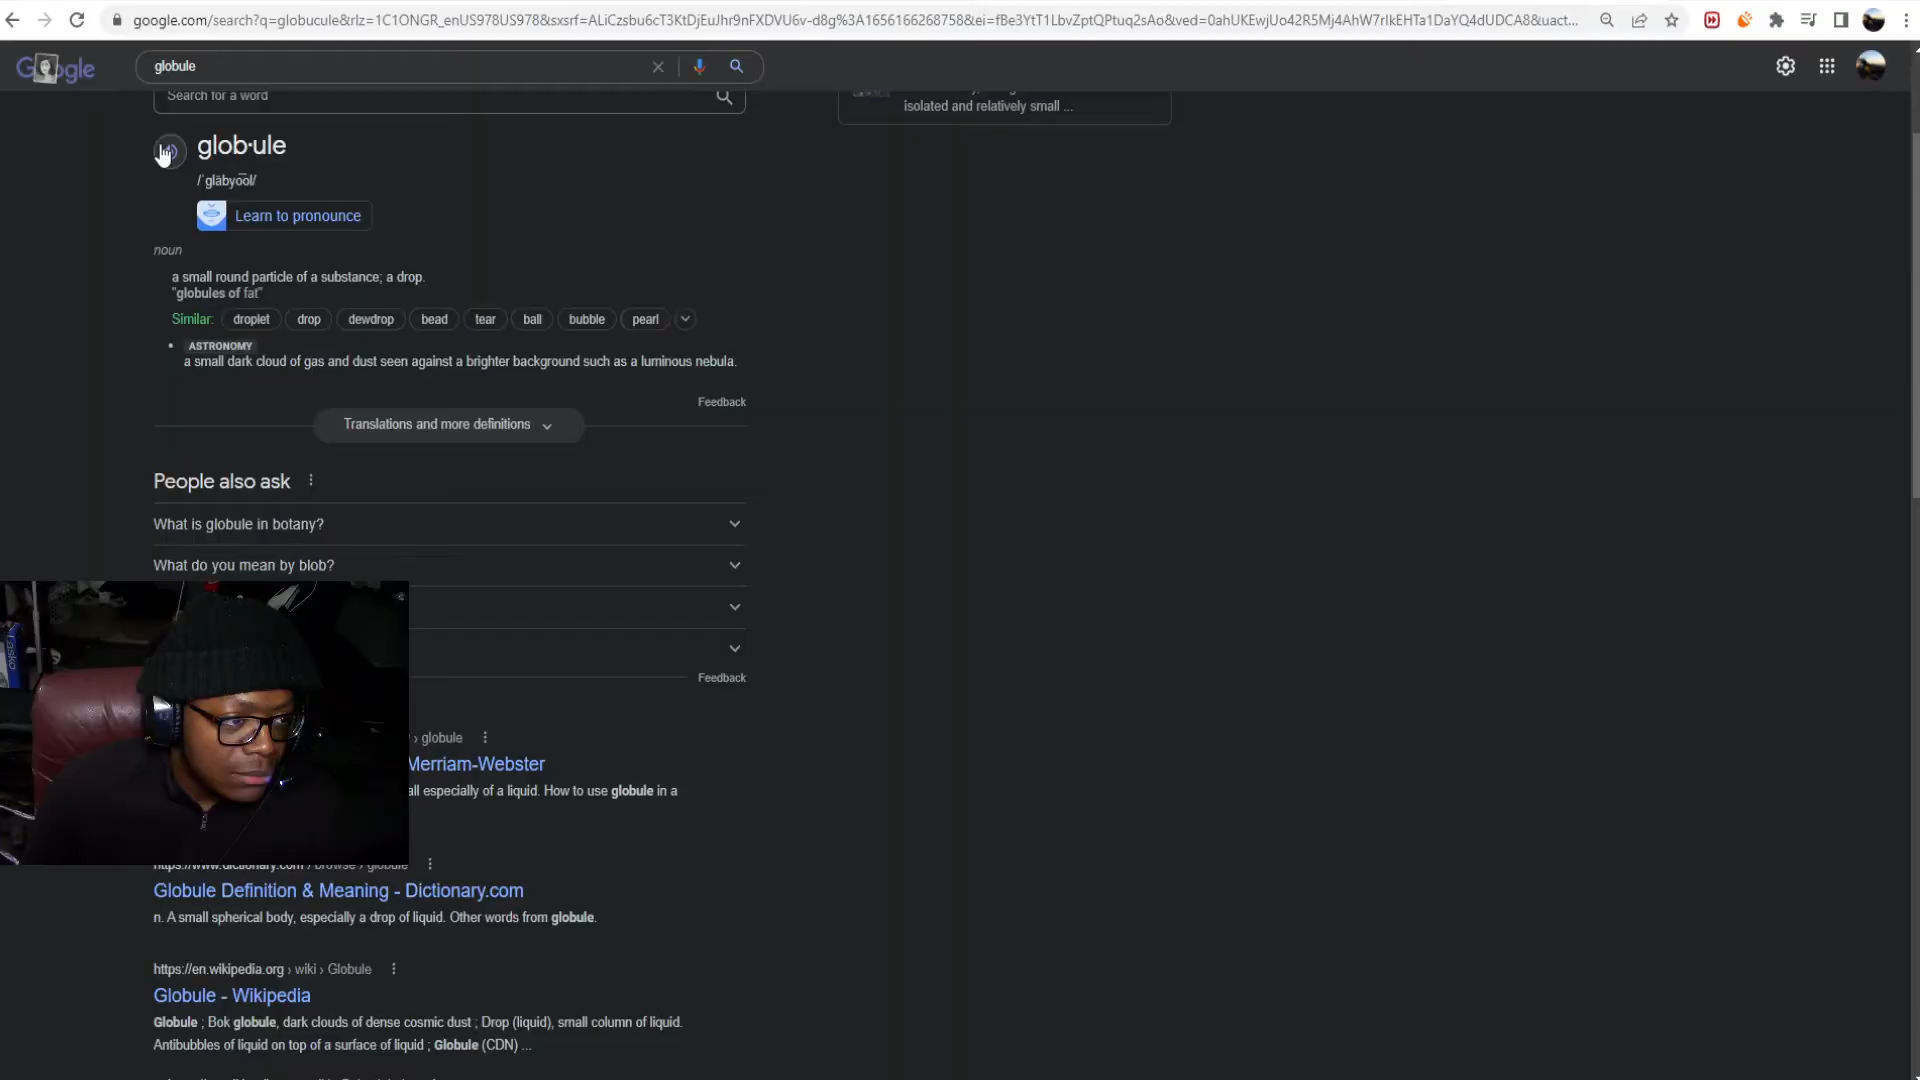 google.com/search?q=globucule&rlz=1C1ONGR_enUS978US978&sxsrf=ALiCzsbu6cT3KtDjEuJhr9nFXDVU6v-d8g%3A1656166268758&ei=fBe3YtT1LbvZptQPtuq2sAo&ved=0ahUKEwjUo42R5Mj4AhW7rIkEHTa1DaYQ4dUDCA8&uact...
Google
globule
Search for a word
isolated and relatively small ...
glob·ule
/ˈɡläbyo͞ol/
Learn to pronounce
noun
a small round particle of a substance; a drop.
"globules of fat"
Similar: droplet drop dewdrop bead tear ball bubble pearl
• ASTRONOMY
a small dark cloud of gas and dust seen against a brighter background such as a luminous nebula.
Feedback
Translations and more definitions
People also ask
What is globule in botany?
What do you mean by blob?
Feedback
› globule
Merriam-Webster
all especially of a liquid. How to use globule in a
https://www.dictionary.com › browse › globule
Globule Definition & Meaning - Dictionary.com
n. A small spherical body, especially a drop of liquid. Other words from globule.
https://en.wikipedia.org › wiki › Globule
Globule - Wikipedia
Globule ; Bok globule, dark clouds of dense cosmic dust ; Drop (liquid), small column of liquid.
Antibubbles of liquid on top of a surface of liquid ; Globule (CDN) ...